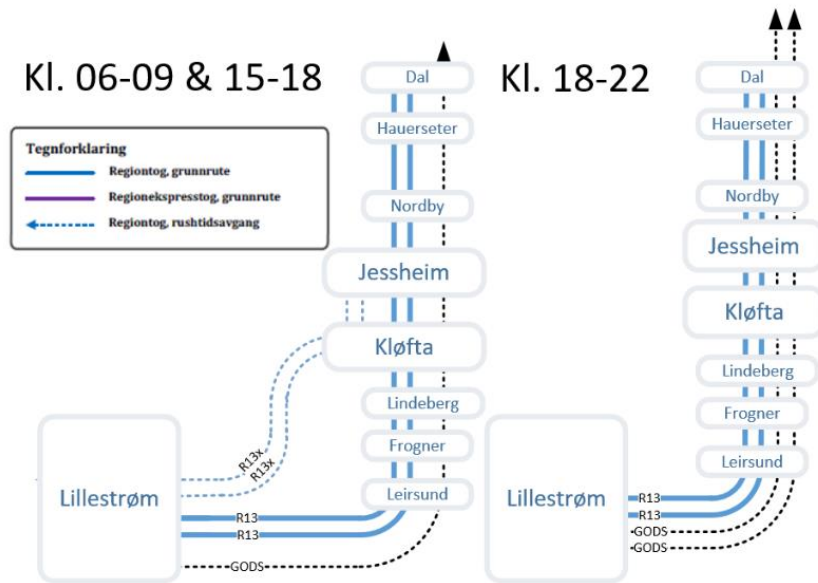 Kl. 06-09 & 15-18
Tegnforklaring
Regiontog, grunnrute
Regionekspresstog, grunnrute
Regiontog, rushtidsavgang
Dal
Hauerseter
Nordby
Jessheim
Kløfta
Lindeberg
Frogner
Leirsund
Lillestrøm
R13x
R13x
R13
R13
GODS
Kl. 18-22
Dal
Hauerseter
Nordby
Jessheim
Kløfta
Lindeberg
Frogner
Leirsund
Lillestrøm
R13
R13
GODS
GODS